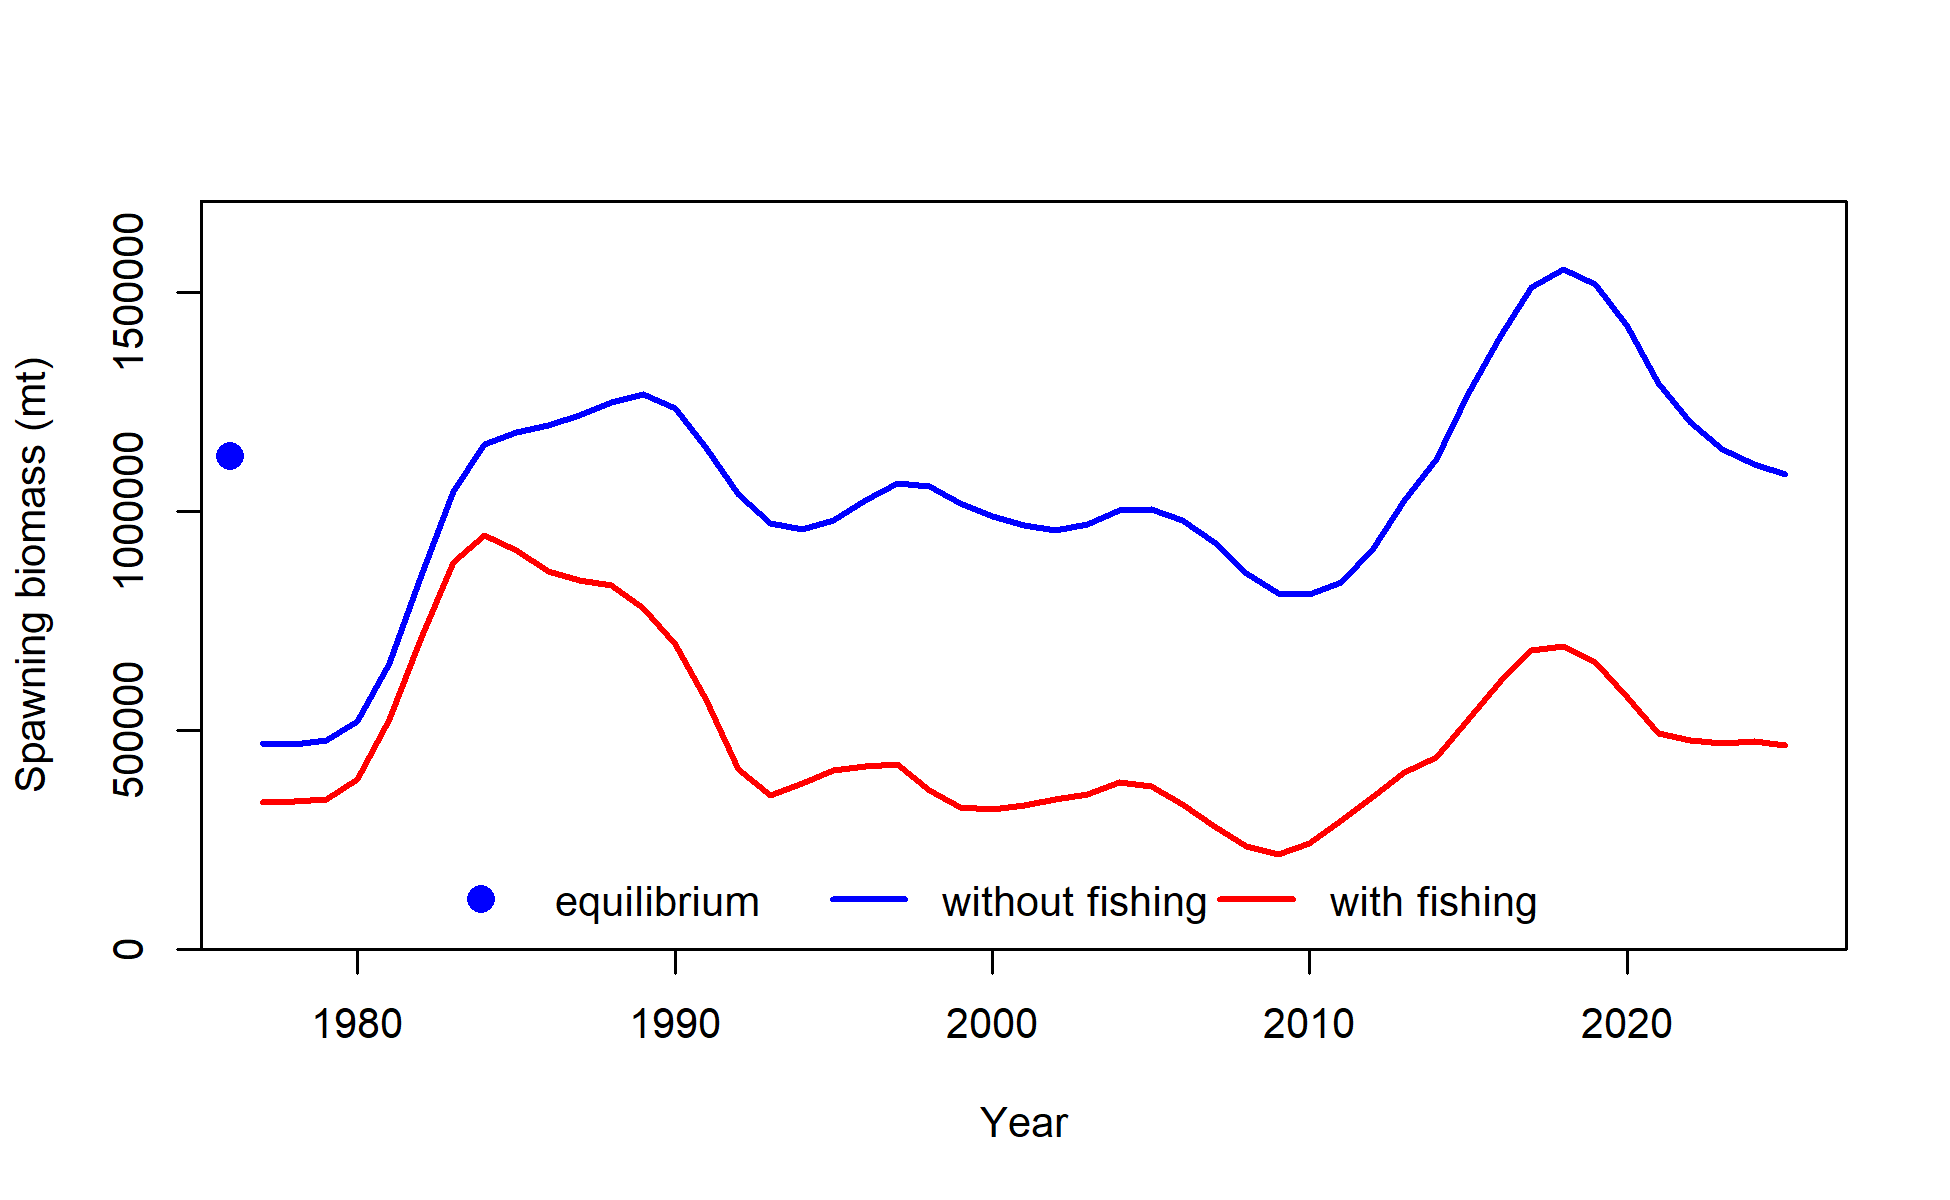 Spawning biomass (mt)
1500000
1000000
500000
0
equilibrium without fishing with fishing
1980 1990 2000 2010 2020
Year